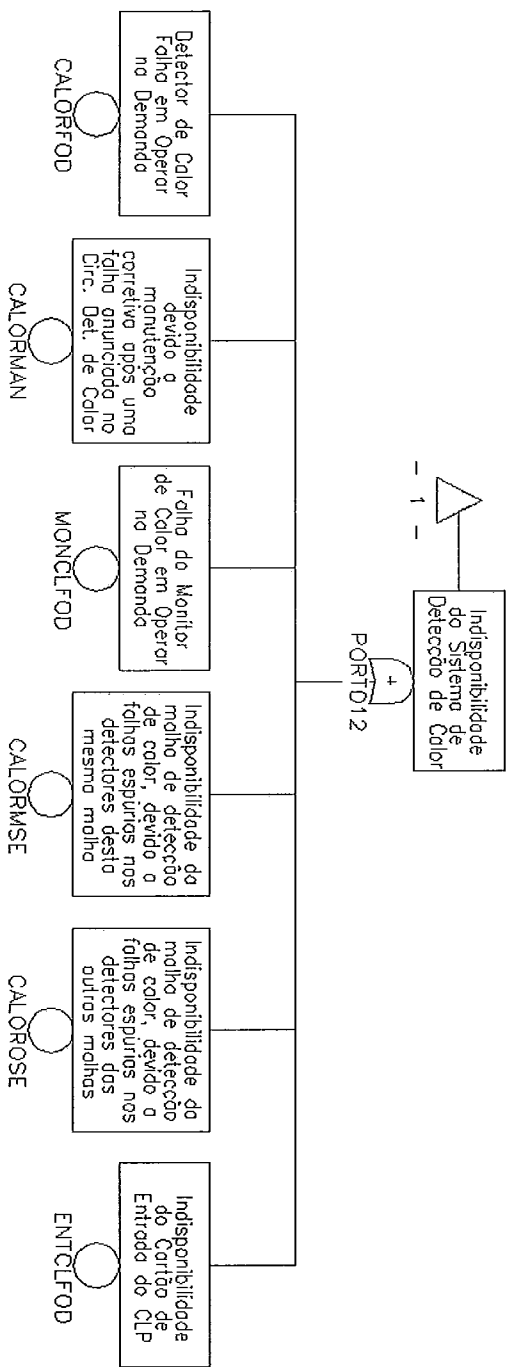 Indisponibilidade
do Sistema de
Detecção de Calor
- 1 -
PORTO12
+
Detector de Calor
Falha em Operar
na Demanda
CALORFOD
Indisponibilidade
devido a
manutenção
corretiva após uma
falha anunciada no
Circ. Det. de Calor
CALORMAN
Falha do Monitor
de Calor em Operar
na Demanda
MONCLFOD
Indisponibilidade da
malha de detecção
de calor, devido a
falhas espurias nos
detectores desta
mesma malha
CALORMSE
Indisponibilidade da
malha de detecção
de calor, devido a
falhas espurias nos
detectores das
outras malhas
CALOROSE
Indisponibilidade
do Cartão de
Entrada do CLP
ENTCLFOD